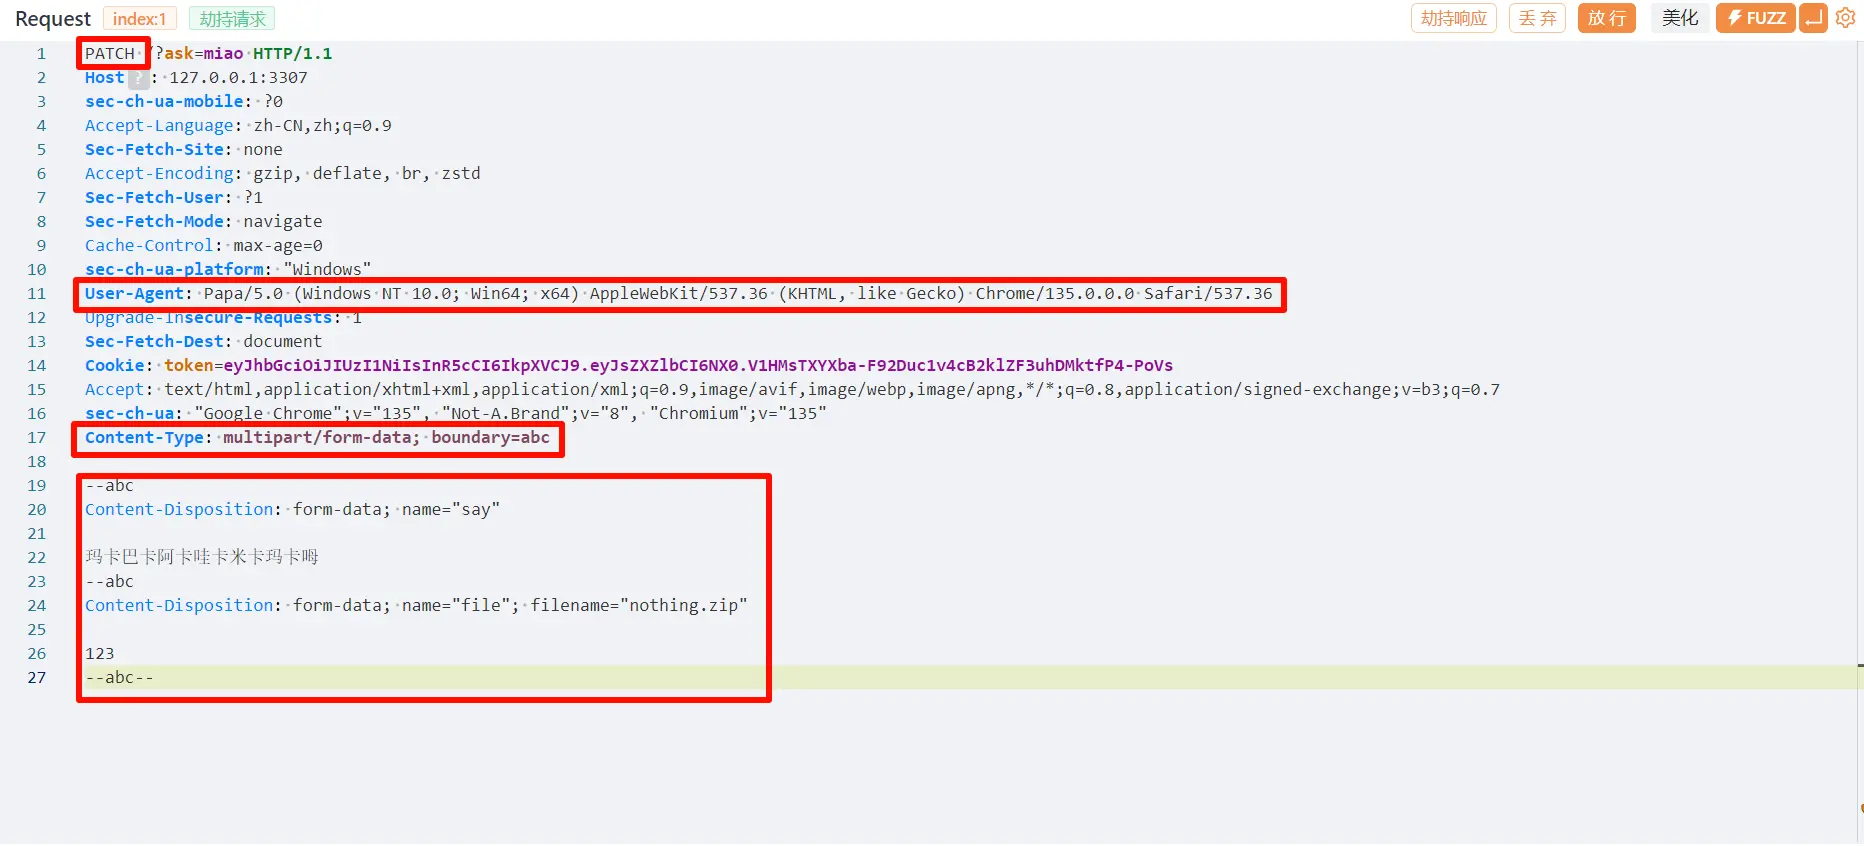 Request index:1 劫持请求 劫持响应 丢弃 放行 美化 FUZZ
1 PATCH /?ask=miao HTTP/1.1
2 Host ? : 127.0.0.1:3307
3 sec-ch-ua-mobile: ?0
4 Accept-Language: zh-CN,zh;q=0.9
5 Sec-Fetch-Site: none
6 Accept-Encoding: gzip, deflate, br, zstd
7 Sec-Fetch-User: ?1
8 Sec-Fetch-Mode: navigate
9 Cache-Control: max-age=0
10 sec-ch-ua-platform: "Windows"
11 User-Agent: Papa/5.0 (Windows NT 10.0; Win64; x64) AppleWebKit/537.36 (KHTML, like Gecko) Chrome/135.0.0.0 Safari/537.36
12 Upgrade-Insecure-Requests: 1
13 Sec-Fetch-Dest: document
14 Cookie: token=eyJhbGciOiJIUzI1NiIsInR5cCI6IkpXVCJ9.eyJsZXZlbCI6NX0.V1HMsTXYXba-F92Duc1v4cB2klZF3uhDMktfP4-PoVs
15 Accept: text/html,application/xhtml+xml,application/xml;q=0.9,image/avif,image/webp,image/apng,*/*;q=0.8,application/signed-exchange;v=b3;q=0.7
16 sec-ch-ua: "Google Chrome";v="135", "Not-A.Brand";v="8", "Chromium";v="135"
17 Content-Type: multipart/form-data; boundary=abc
18
19 --abc
20 Content-Disposition: form-data; name="say"
21
22 玛卡巴卡阿卡哇卡米卡玛卡呣
23 --abc
24 Content-Disposition: form-data; name="file"; filename="nothing.zip"
25
26 123
27 --abc--